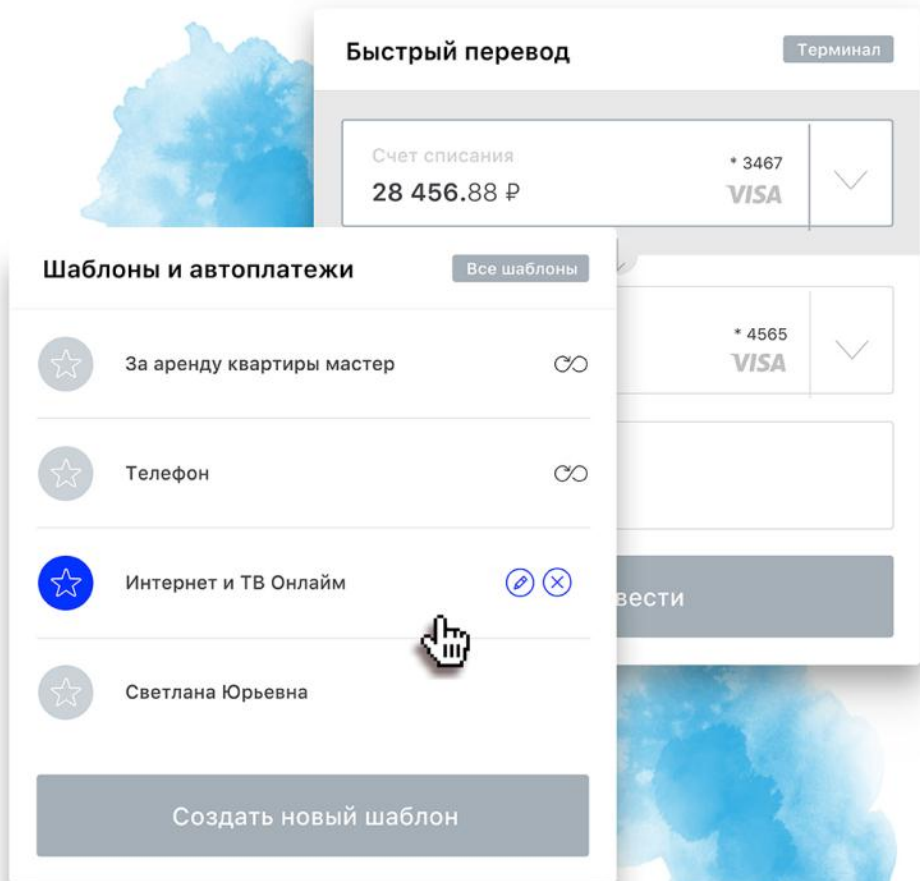 Быстрый перевод
Терминал
Счет списания
* 3467
28 456.88 ₽
VISA
Шаблоны и автоплатежи
Все шаблоны
* 4565
VISA
За аренду квартиры мастер
Телефон
Интернет и ТВ Онлайм
вести
Светлана Юрьевна
Создать новый шаблон